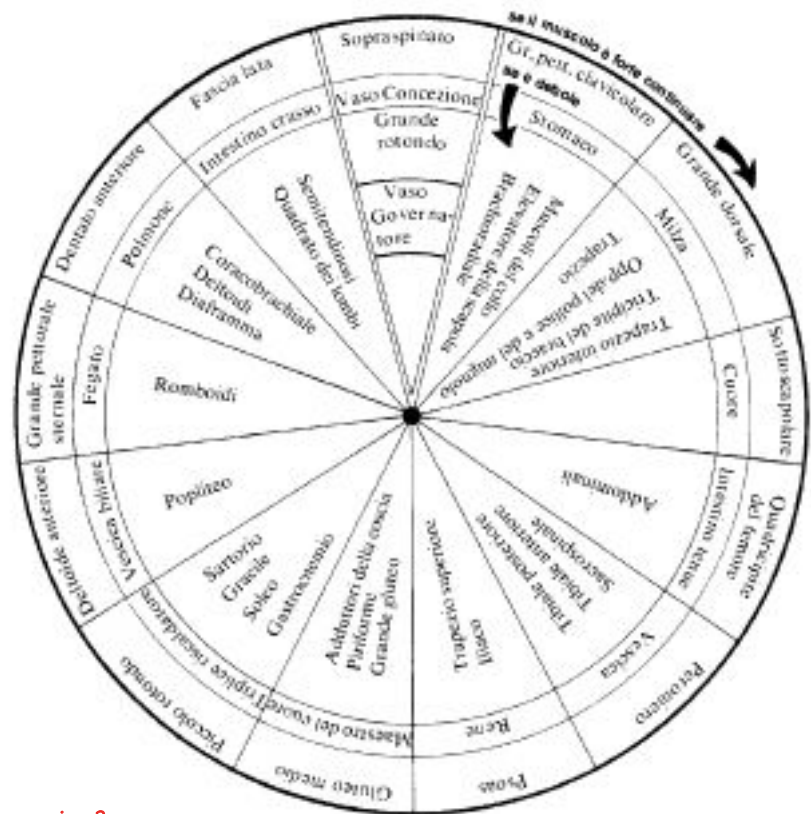 se il muscolo è forte continuare
se è debole
Sopraspinato
Vaso Concezione
Grande
rotondo
Vaso
Governa-
tore
Gr. pett. clavicolare
Stomaco
Muscoli del collo
Elevatore della scapola
Brachioradiale
Grande dorsale
Milza
Trapezio
Opp. del pollice e del mignolo
Tricipite del braccio
Trapezio inferiore
Sottoscapolare
Cuore
Quadricipite
del femore
Intestino tenue
Addominali
Peroniero
Vescica
Sacrospinale
Tibiale anteriore
Tibiale posteriore
Psoas
Rene
Iliaco
Trapezio superiore
Gluteo medio
Maestro del cuore
Adduttori della coscia
Piriforme
Grande gluteo
Piccolo rotondo
Triplice riscaldatore
Sartorio
Gracile
Soleo
Gastrocnemio
Deltoide anteriore
Vescica biliare
Popliteo
Grande pettorale
sternale
Fegato
Romboidi
Dentato anteriore
Polmone
Coracobrachiale
Deltoidi
Diaframma
Fascia lata
Intestino crasso
Semitendinosi
Quadrato dei lombi